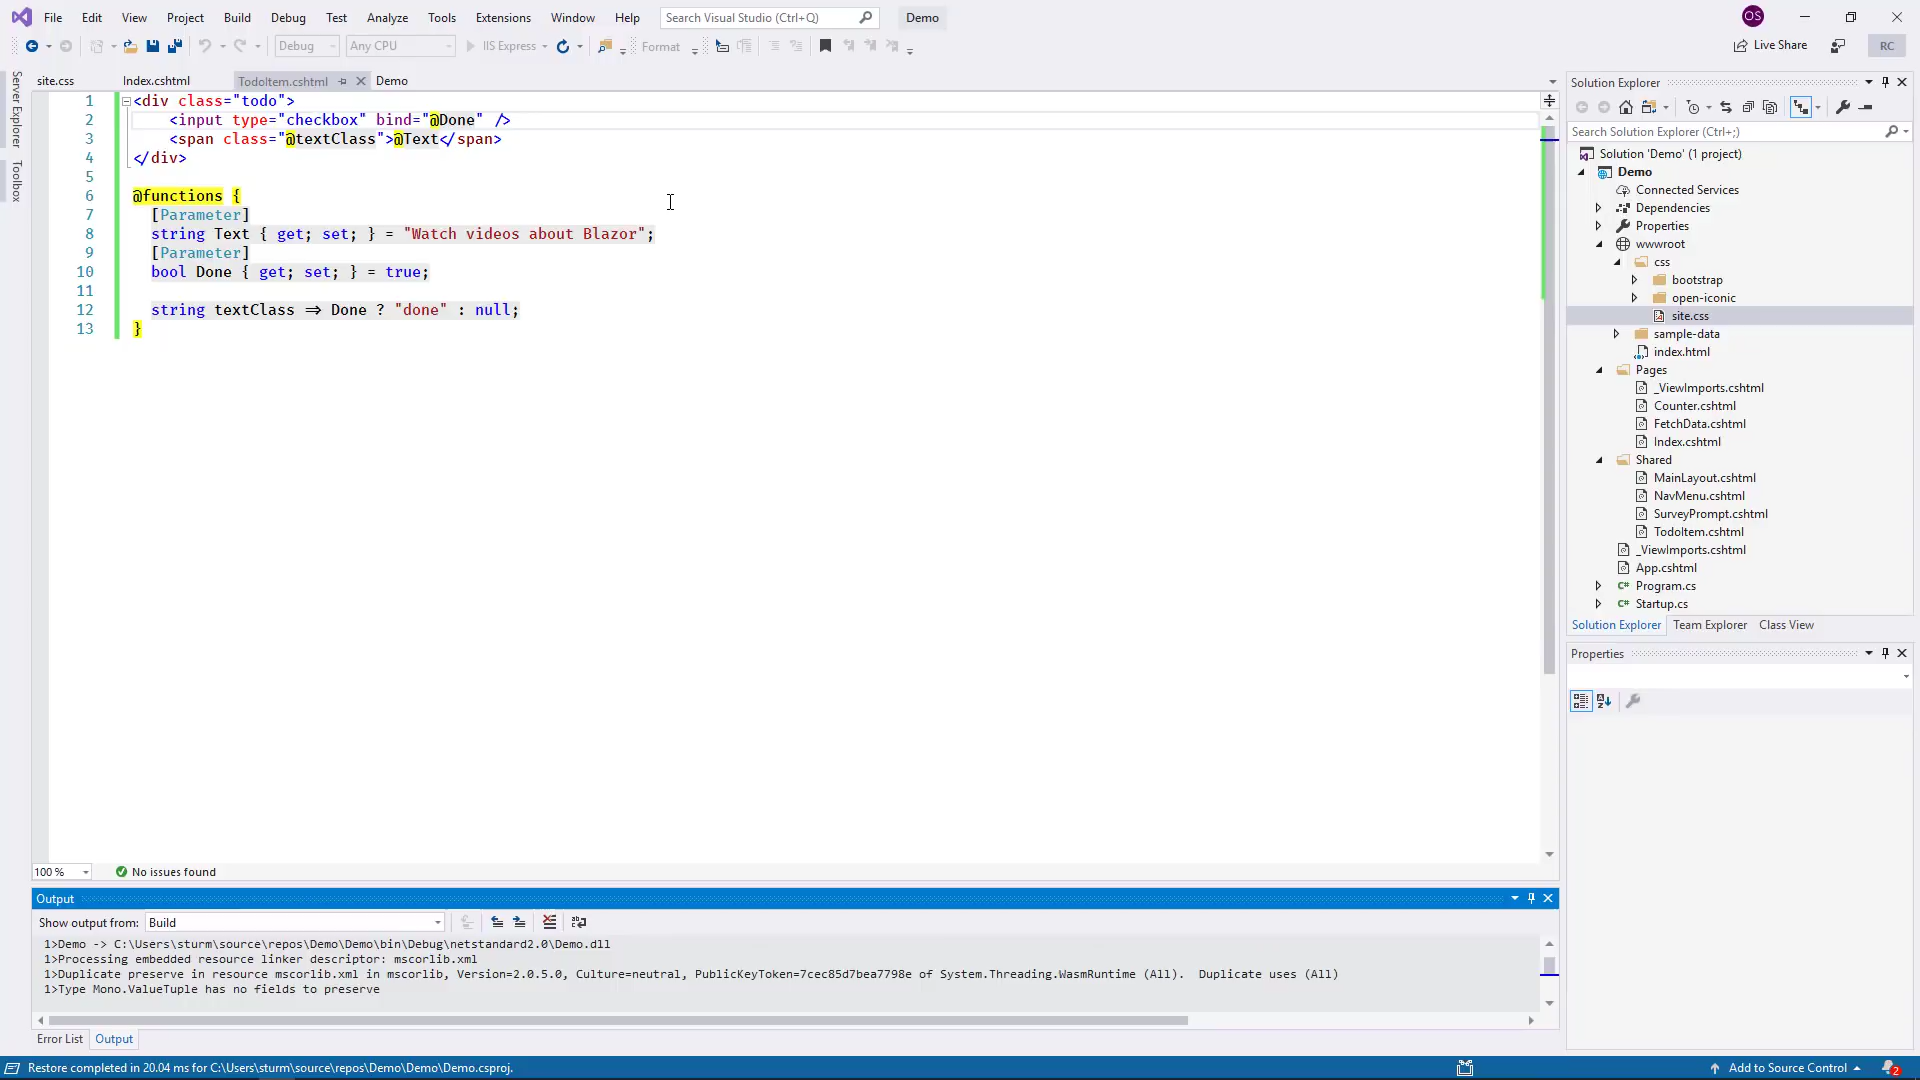 File Edit View Project Build Debug Test Analyze Tools Extensions Window Help Search Visual Studio (Ctrl+Q) Demo OS
Debug Any CPU IIS Express Format Live Share RC
Server Explorer
Toolbox
site.css Index.cshtml TodoItem.cshtml Demo
1 <div class="todo">
2 <input type="checkbox" bind="@Done" />
3 <span class="@textClass">@Text</span>
4 </div>
5
6 @functions {
7 [Parameter]
8 string Text { get; set; } = "Watch videos about Blazor";
9 [Parameter]
10 bool Done { get; set; } = true;
11
12 string textClass => Done ? "done" : null;
13 }
100 % No issues found
Output
Show output from: Build
1>Demo -> C:\Users\sturm\source\repos\Demo\Demo\bin\Debug\netstandard2.0\Demo.dll
1>Processing embedded resource linker descriptor: mscorlib.xml
1>Duplicate preserve in resource mscorlib.xml in mscorlib, Version=2.0.5.0, Culture=neutral, PublicKeyToken=7cec85d7bea7798e of System.Threading.WasmRuntime (All). Duplicate uses (All)
1>Type Mono.ValueTuple has no fields to preserve
Error List Output
Solution Explorer
Search Solution Explorer (Ctrl+;)
Solution 'Demo' (1 project)
Demo
Connected Services
Dependencies
Properties
wwwroot
css
bootstrap
open-iconic
site.css
sample-data
index.html
Pages
_ViewImports.cshtml
Counter.cshtml
FetchData.cshtml
Index.cshtml
Shared
MainLayout.cshtml
NavMenu.cshtml
SurveyPrompt.cshtml
TodoItem.cshtml
_ViewImports.cshtml
App.cshtml
C# Program.cs
C# Startup.cs
Solution Explorer Team Explorer Class View
Properties
Restore completed in 20.04 ms for C:\Users\sturm\source\repos\Demo\Demo\Demo.csproj. Add to Source Control 2